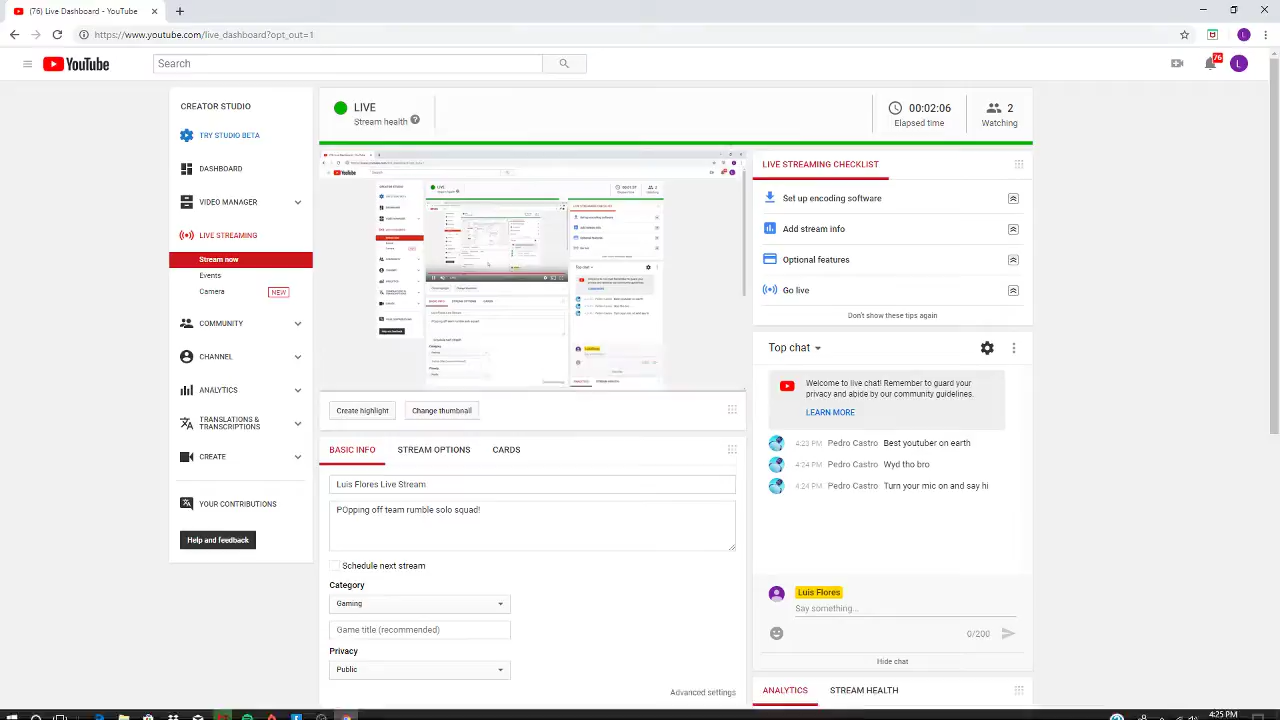 (76) Live Dashboard - YouTube
https://www.youtube.com/live_dashboard?opt_out=1
YouTube
Search
76
L
CREATOR STUDIO
TRY STUDIO BETA
DASHBOARD
VIDEO MANAGER
LIVE STREAMING
Stream now
Events
Camera NEW
COMMUNITY
CHANNEL
ANALYTICS
TRANSLATIONS &
TRANSCRIPTIONS
CREATE
YOUR CONTRIBUTIONS
Help and feedback
LIVE
Stream health ?
00:02:06
Elapsed time
2
Watching
Create highlight
Change thumbnail
BASIC INFO
STREAM OPTIONS
CARDS
Luis Flores Live Stream
POpping off team rumble solo squad!
Schedule next stream
Category
Gaming
Game title (recommended)
Privacy
Public
Advanced settings
LIVE STREAMING CHECKLIST
Set up encoding software
Add stream info
Optional features
Go live
Don't show these tips again
Top chat
Welcome to live chat! Remember to guard your
privacy and abide by our community guidelines.
LEARN MORE
4:23 PM Pedro Castro Best youtuber on earth
4:24 PM Pedro Castro Wyd tho bro
4:24 PM Pedro Castro Turn your mic on and say hi
Luis Flores
Say something...
0/200
Hide chat
ANALYTICS
STREAM HEALTH
4:25 PM